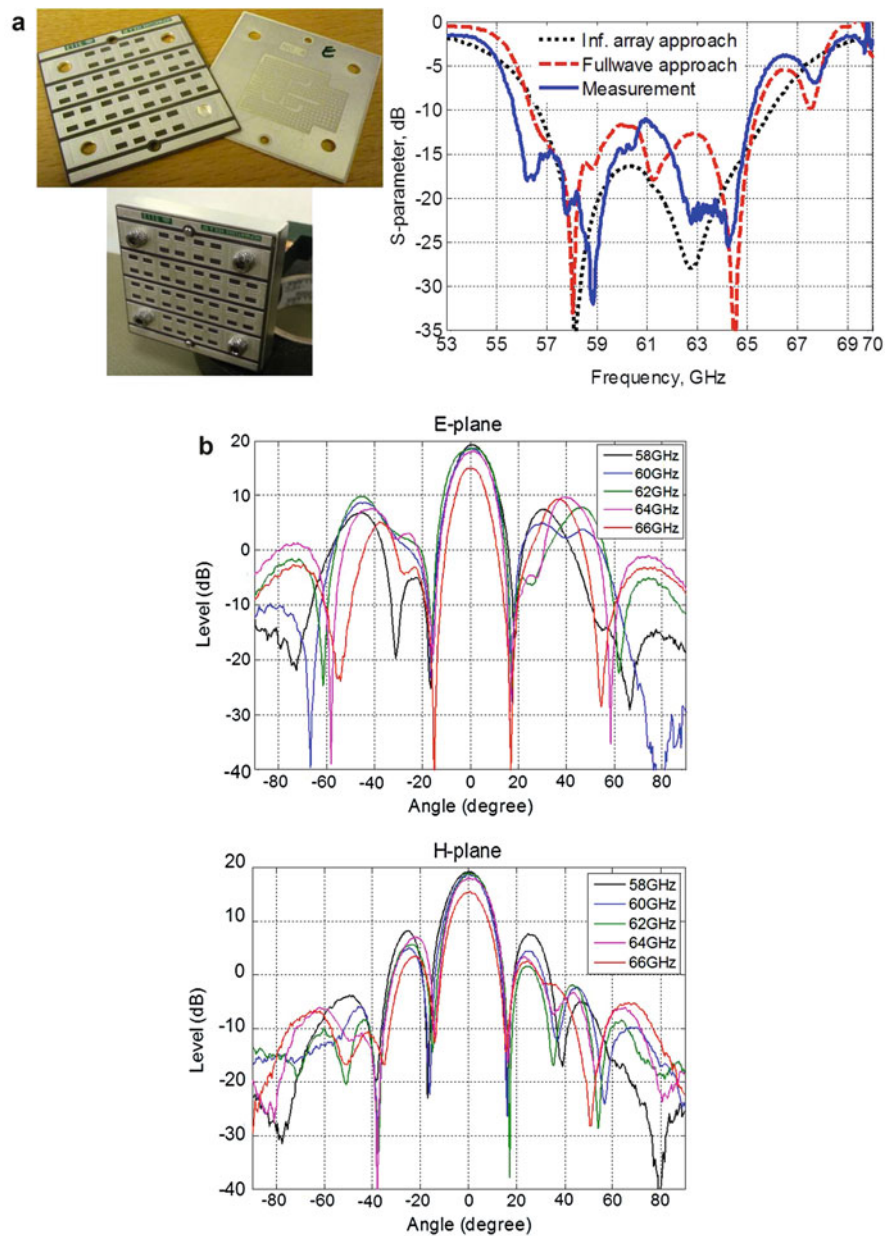 a
E
0
-5
-10
-15
-20
-25
-30
-35
S-parameter, dB
Inf. array approach
Fullwave approach
Measurement
53 55 57 59 61 63 65 67 69 70
Frequency, GHz
b
E-plane
20
10
0
-10
-20
-30
-40
Level (dB)
58GHz
60GHz
62GHz
64GHz
66GHz
-80 -60 -40 -20 0 20 40 60 80
Angle (degree)
H-plane
20
10
0
-10
-20
-30
-40
Level (dB)
58GHz
60GHz
62GHz
64GHz
66GHz
-80 -60 -40 -20 0 20 40 60 80
Angle (degree)